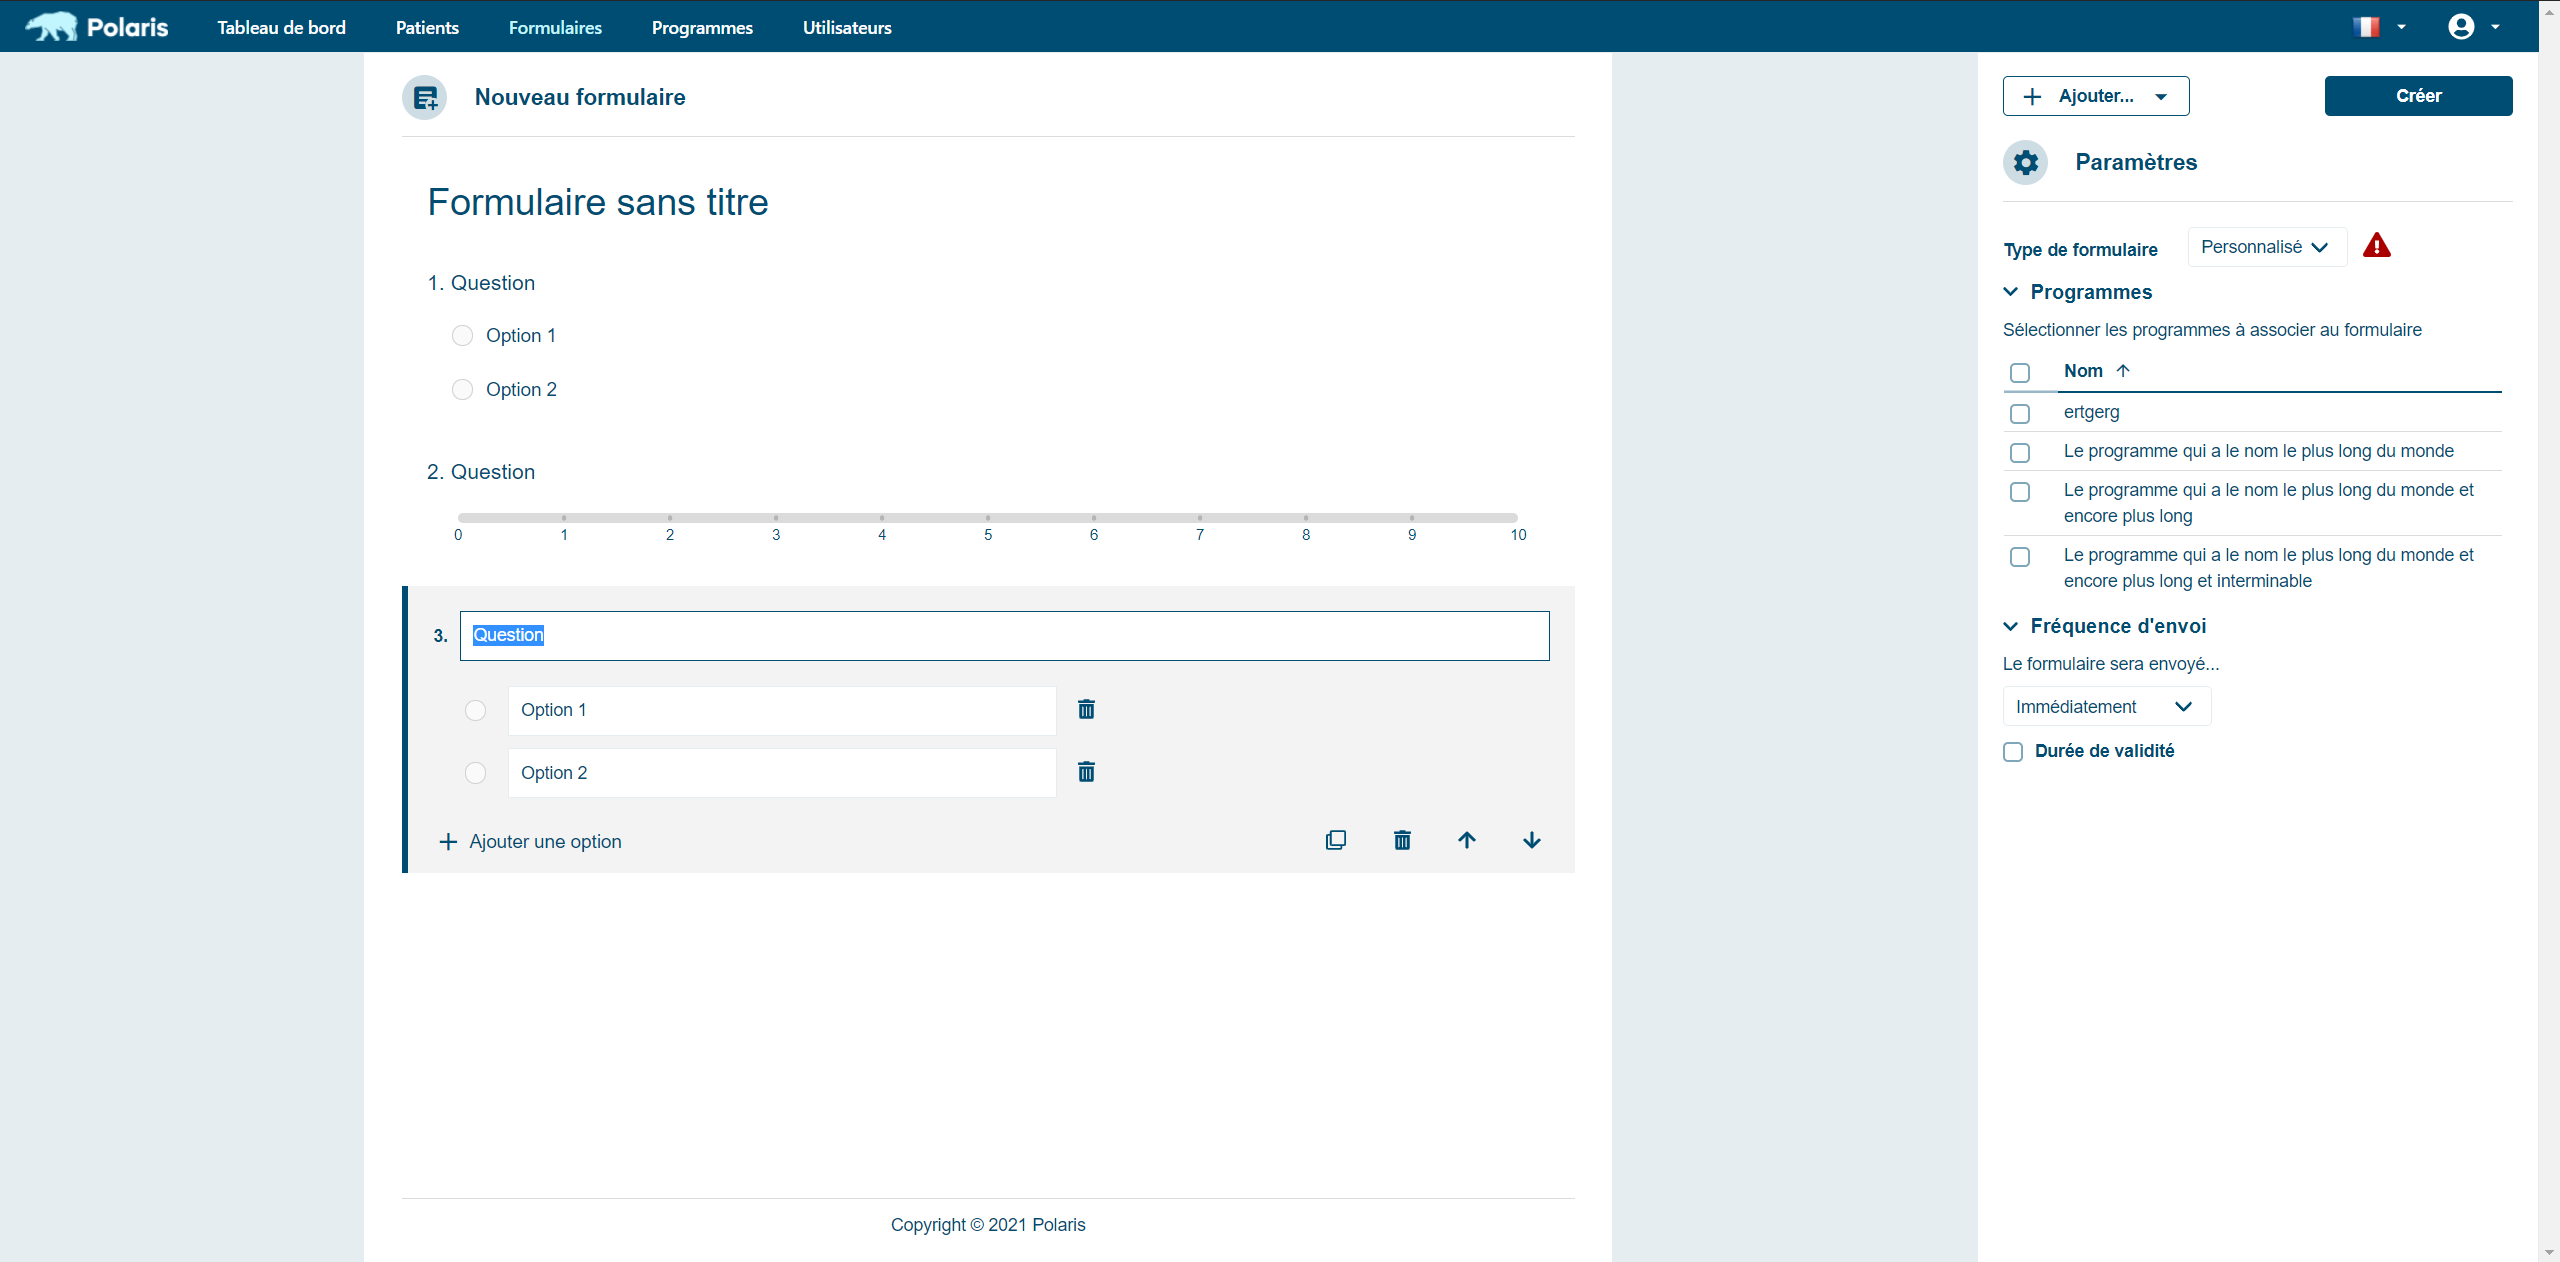 Polaris
Tableau de bord
Patients
Formulaires
Programmes
Utilisateurs
Nouveau formulaire
Formulaire sans titre
1. Question
Option 1
Option 2
2. Question
0 1 2 3 4 5 6 7 8 9 10
3. Question
Option 1
Option 2
Ajouter une option
Copyright © 2021 Polaris
Ajouter...
Créer
Paramètres
Type de formulaire
Personnalisé
Programmes
Sélectionner les programmes à associer au formulaire
Nom
ertgerg
Le programme qui a le nom le plus long du monde
Le programme qui a le nom le plus long du monde et
encore plus long
Le programme qui a le nom le plus long du monde et
encore plus long et interminable
Fréquence d'envoi
Le formulaire sera envoyé...
Immédiatement
Durée de validité